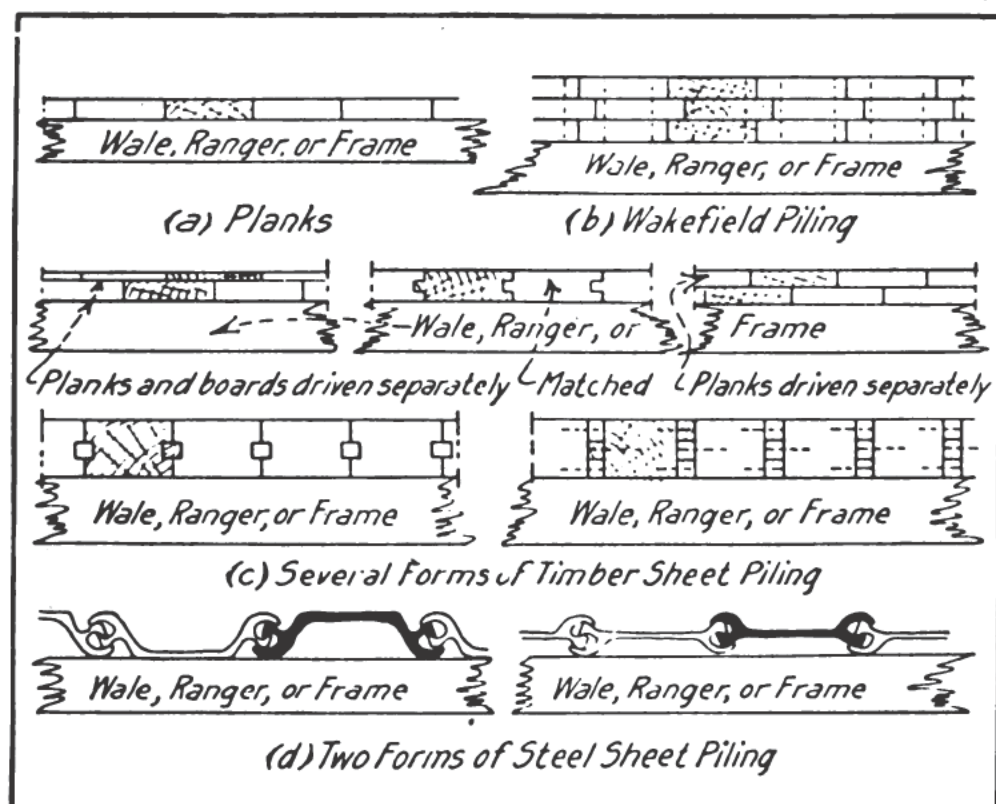 Wale, Ranger, or Frame
Wale, Ranger, or Frame
(a) Planks
(b) Wakefield Piling
Wale, Ranger, or Frame
Planks and boards driven separately
Matched
Planks driven separately
Wale, Ranger, or Frame
Wale, Ranger, or Frame
(c) Several Forms of Timber Sheet Piling
Wale, Ranger, or Frame
Wale, Ranger, or Frame
(d) Two Forms of Steel Sheet Piling